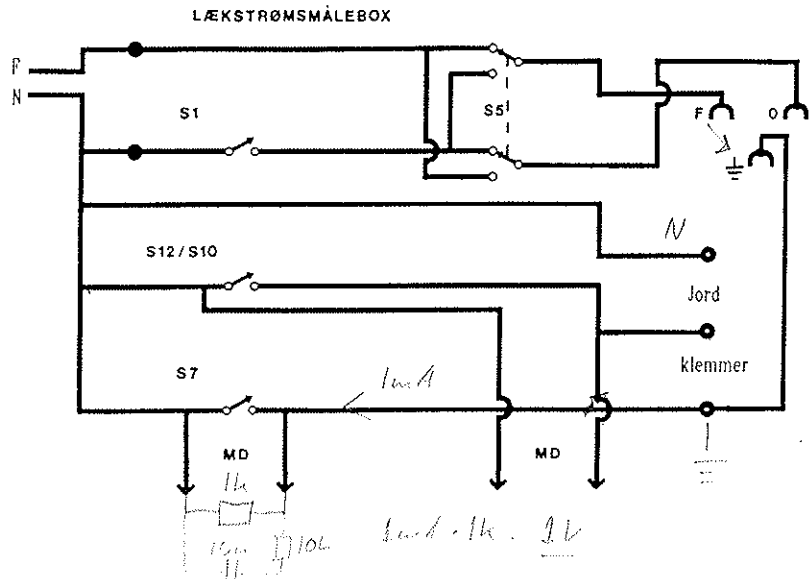 LÆKSTRØMSMÅLEBOX
F
N
S1
S5
F
0
N
S12/S10
Jord
klemmer
S7
1mA
MD
MD
1k
10k
1mA · 1k = 1V